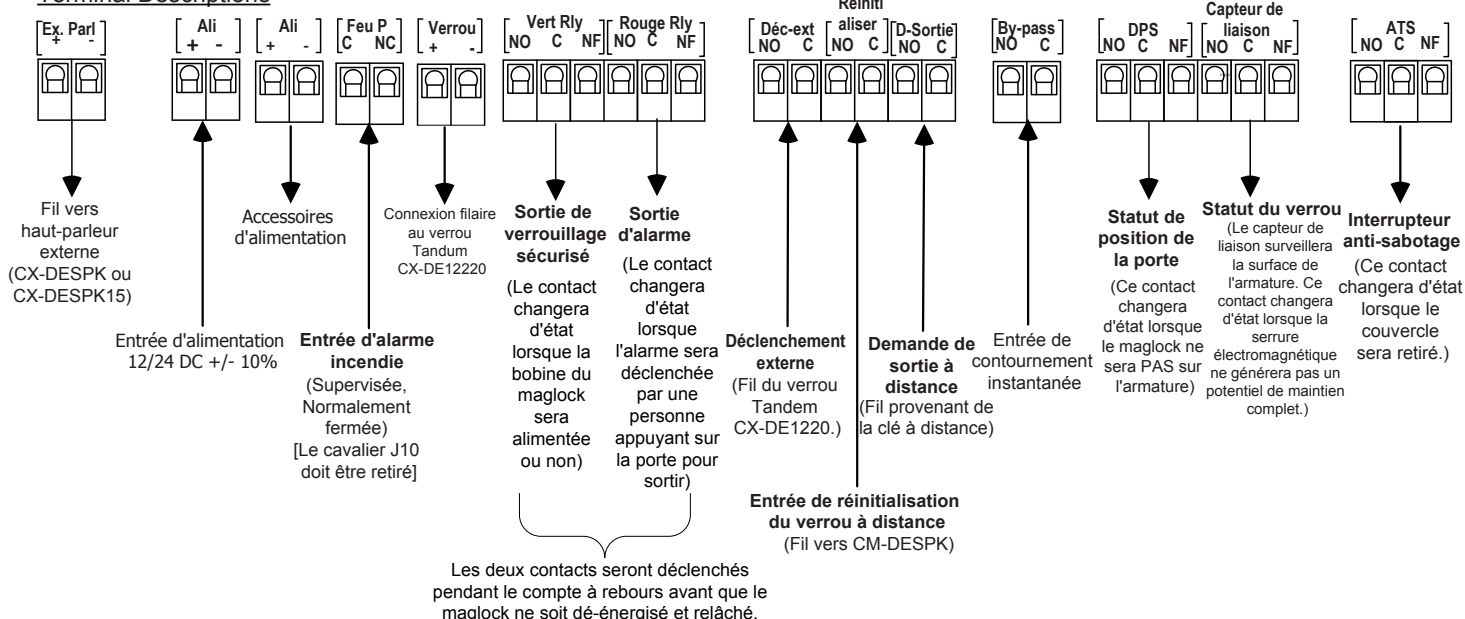 Terminal Descriptions
Ex. Parl
+ -
Ali
+ -
Ali
+ -
Feu P
C NC
Verrou
+ -
Vert Rly
NO C NF
Rouge Rly
NO C NF
Déc-ext
NO C
Réiniti
aliser
NO C
D-Sortie
NO C
By-pass
NO C
DPS
NO C NF
Capteur de
liaison
NO C NF
ATS
NO C NF
Fil vers
haut-parleur
externe
(CX-DESPK ou
CX-DESPK15)
Entrée d'alimentation
12/24 DC +/- 10%
Accessoires
d'alimentation
Entrée d'alarme
incendie
(Supervisée,
Normalement
fermée)
[Le cavalier J10
doit être retiré]
Connexion filaire
au verrou
Tandum
CX-DE12220
Sortie de
verrouillage
sécurisé
(Le contact
changera
d'état
lorsque la
bobine du
maglock
sera
alimentée
ou non)
Sortie
d'alarme
(Le contact
changera
d'état
lorsque
l'alarme sera
déclenchée
par une
personne
appuyant sur
la porte pour
sortir)
Les deux contacts seront déclenchés
pendant le compte à rebours avant que le
maglock ne soit dé-énergisé et relâché.
Déclenchement
externe
(Fil du verrou
Tandem
CX-DE1220.)
Entrée de réinitialisation
du verrou à distance
(Fil vers CM-DESPK)
Demande de
sortie à
distance
(Fil provenant de
la clé à distance)
Entrée de
contournement
instantanée
Statut de
position de
la porte
(Ce contact
changera
d'état lorsque
le maglock ne
sera PAS sur
l'armature)
Statut du verrou
(Le capteur de
liaison surveillera
la surface de
l'armature. Ce
contact changera
d'état lorsque la
serrure
électromagnétique
ne générera pas un
potentiel de maintien
complet.)
Interrupteur
anti-sabotage
(Ce contact
changera d'état
lorsque le
couvercle
sera retiré.)